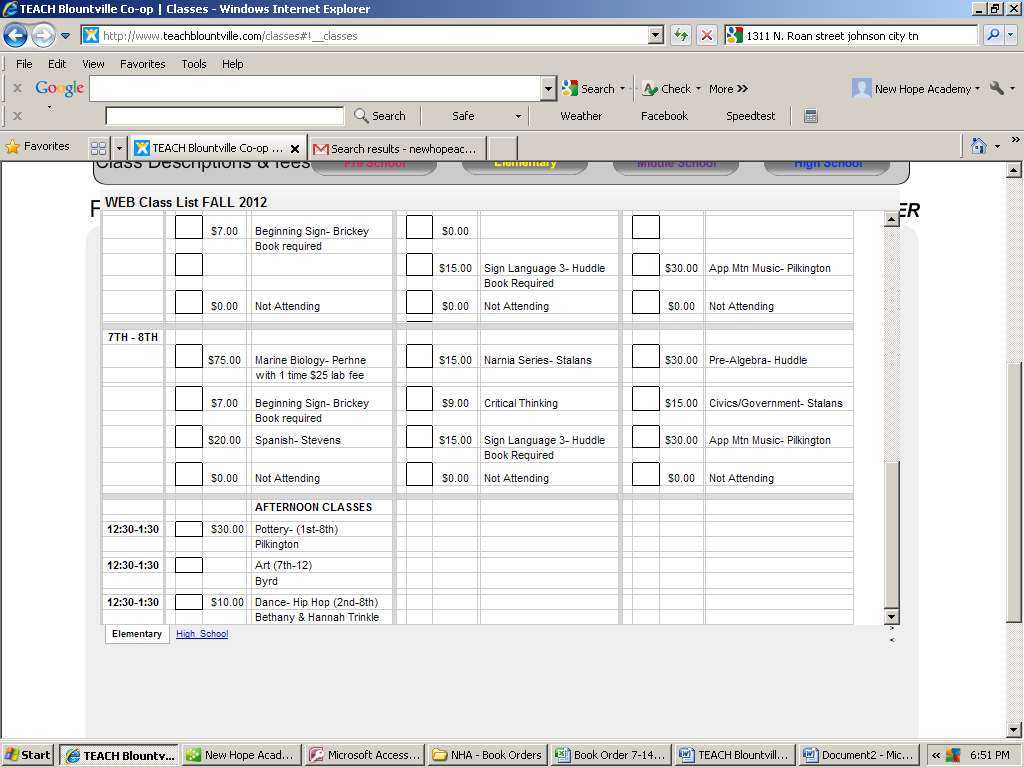 TEACH Blountville Co-op | Classes - Windows Internet Explorer
http://www.teachblountville.com/classes#!__classes
1311 N. Roan street johnson city tn
File Edit View Favorites Tools Help
x Google Search Check More >> New Hope Academy
x Search Safe Weather Facebook Speedtest
Favorites TEACH Blountville Co-op ... x Search results - newhopeac... >>
Class Descriptions & fees Pre School Elementary Middle School High School
F ER
WEB Class List FALL 2012
$7.00 Beginning Sign- Brickey $0.00
Book required
$15.00 Sign Language 3- Huddle $30.00 App Mtn Music- Pilkington
Book Required
$0.00 Not Attending $0.00 Not Attending $0.00 Not Attending
7TH - 8TH
$75.00 Marine Biology- Perhne $15.00 Narnia Series- Stalans $30.00 Pre-Algebra- Huddle
with 1 time $25 lab fee
$7.00 Beginning Sign- Brickey $9.00 Critical Thinking $15.00 Civics/Government- Stalans
Book required
$20.00 Spanish- Stevens $15.00 Sign Language 3- Huddle $30.00 App Mtn Music- Pilkington
Book Required
$0.00 Not Attending $0.00 Not Attending $0.00 Not Attending
AFTERNOON CLASSES
12:30-1:30 $30.00 Pottery- (1st-8th)
Pilkington
12:30-1:30 Art (7th-12)
Byrd
12:30-1:30 $10.00 Dance- Hip Hop (2nd-8th)
Bethany & Hannah Trinkle
Elementary High_School > <
Start TEACH Blountv... New Hope Acad... Microsoft Access... NHA - Book Orders Book Order 7-14... TEACH Blountvill... Document2 - Mic... << 6:51 PM